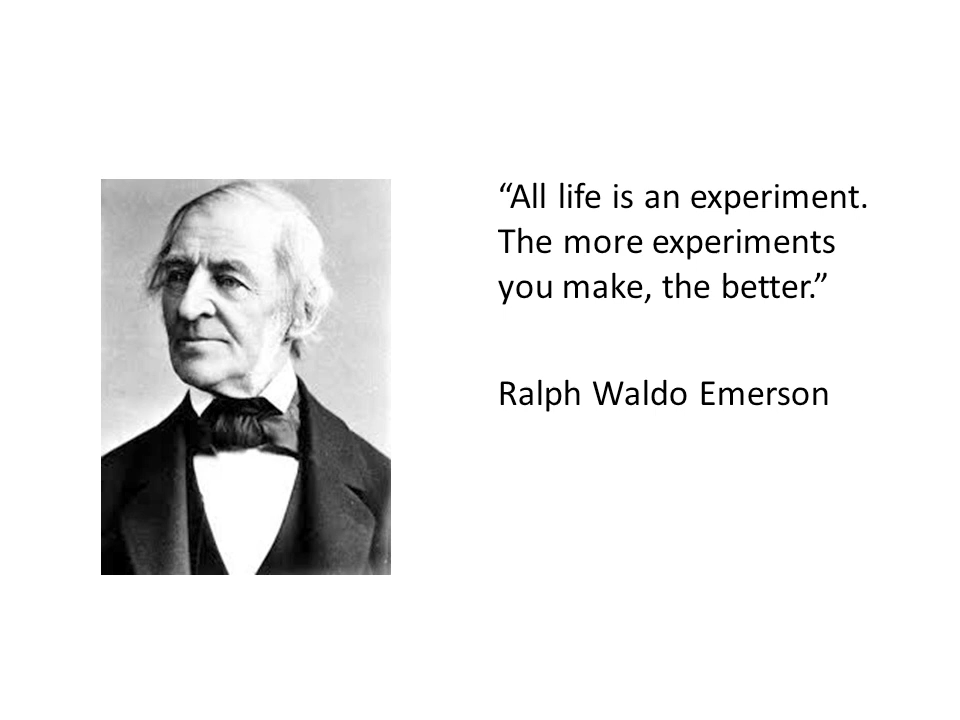 “All life is an experiment.
The more experiments
you make, the better.”
Ralph Waldo Emerson